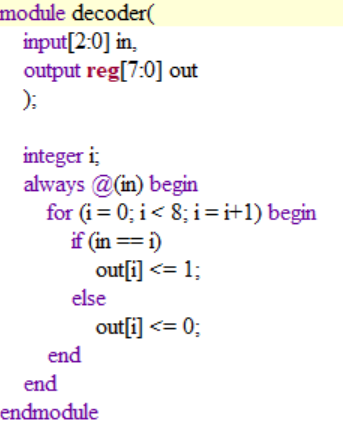 module decoder(
input[2:0] in,
output reg[7:0] out
);
integer i;
always @(in) begin
for (i = 0; i < 8; i = i+1) begin
if (in == i)
out[i] <= 1;
else
out[i] <= 0;
end
end
endmodule